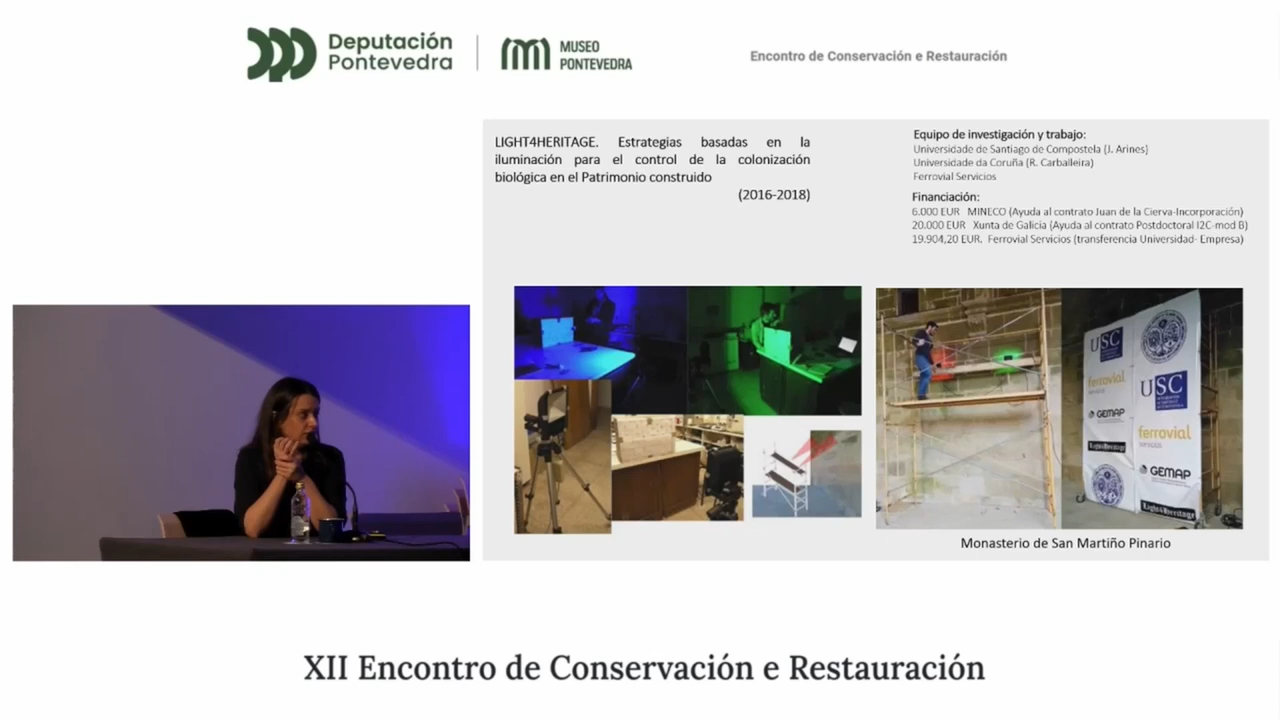 Deputación
Pontevedra
MUSEO
PONTEVEDRA
Encontro de Conservación e Restauración
LIGHT4HERITAGE. Estrategias basadas en la
iluminación para el control de la colonización
biológica en el Patrimonio construido
(2016-2018)
Equipo de investigación y trabajo:
Universidade de Santiago de Compostela (J. Arines)
Universidade da Coruña (R. Carballeira)
Ferrovial Servicios
Financiación:
6.000 EUR MINECO (Ayuda al contrato Juan de la Cierva-Incorporación)
20.000 EUR Xunta de Galicia (Ayuda al contrato Postdoctoral I2C-mod B)
19.904,20 EUR. Ferrovial Servicios (transferencia Universidad- Empresa)
USC
ferrovial
GEMAP
Light4Heritage
USC
ferrovial
SERVICIOS
GEMAP
Light4Heritage
Monasterio de San Martiño Pinario
XII Encontro de Conservación e Restauración